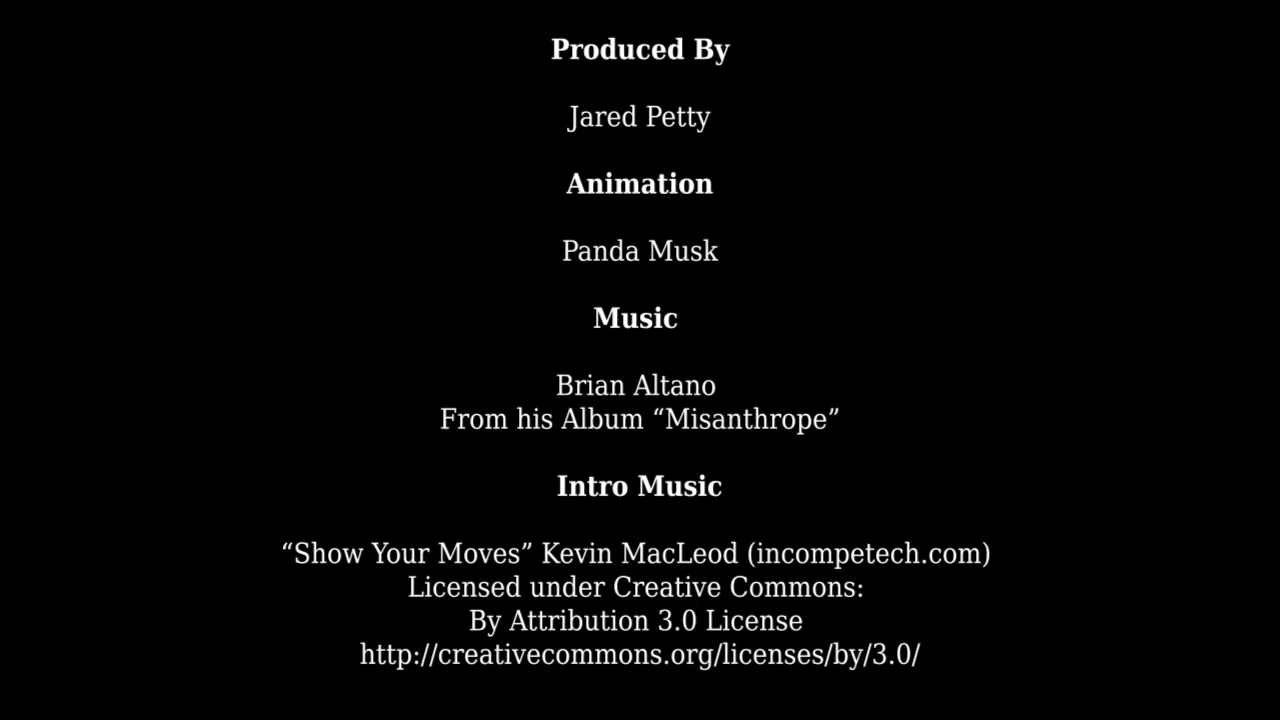 Produced By
Jared Petty
Animation
Panda Musk
Music
Brian Altano
From his Album “Misanthrope”
Intro Music
“Show Your Moves” Kevin MacLeod (incompetech.com)
Licensed under Creative Commons:
By Attribution 3.0 License
http://creativecommons.org/licenses/by/3.0/